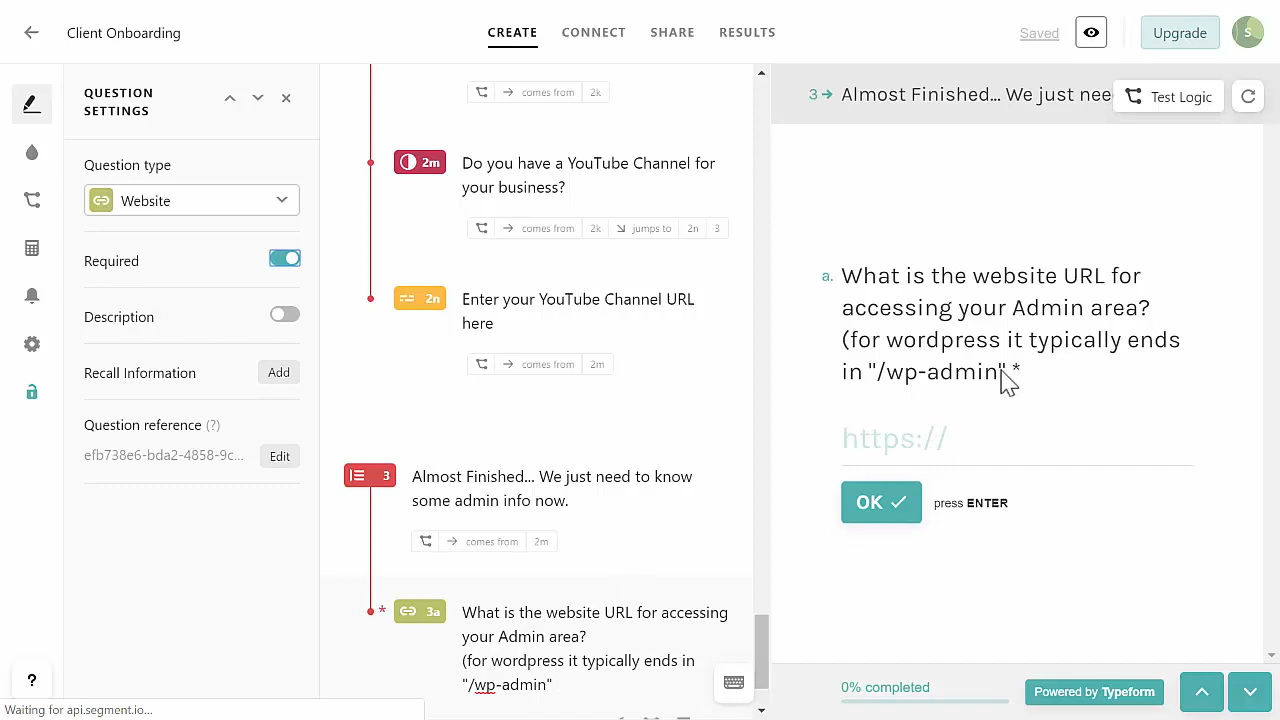 Client Onboarding
CREATE
CONNECT
SHARE
RESULTS
Saved
Upgrade
S
QUESTION
SETTINGS
Question type
Website
Required
Description
Recall Information
Add
Question reference (?)
efb738e6-bda2-4858-9c...
Edit
?
Waiting for api.segment.io...
comes from 2k
2m
Do you have a YouTube Channel for
your business?
comes from 2k jumps to 2n 3
2n
Enter your YouTube Channel URL
here
comes from 2m
3
Almost Finished... We just need to know
some admin info now.
comes from 2m
* 3a
What is the website URL for accessing
your Admin area?
(for wordpress it typically ends in
"/wp-admin"
3 Almost Finished... We just nee
Test Logic
a. What is the website URL for
accessing your Admin area?
(for wordpress it typically ends
in "/wp-admin" *
https://
OK
press ENTER
0% completed
Powered by Typeform